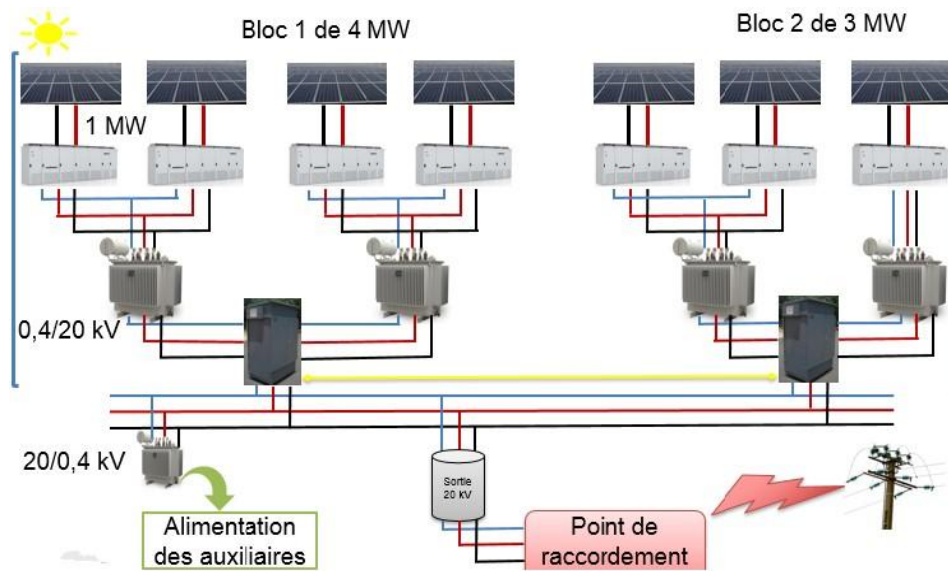 Bloc 1 de 4 MW
Bloc 2 de 3 MW
1 MW
0,4/20 kV
20/0,4 kV
Sortie
20 kV
Alimentation
des auxiliaires
Point de
raccordement